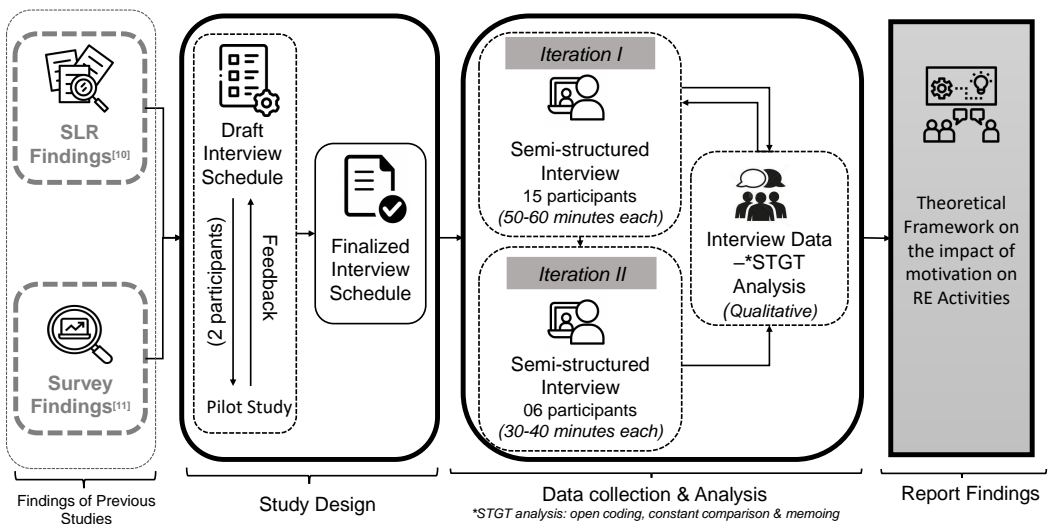 SLR
Findings[10]
Survey
Findings[11]
Findings of Previous
Studies
Draft
Interview
Schedule
(2 participants)
Feedback
Pilot Study
Finalized
Interview
Schedule
Study Design
Iteration I
Semi-structured
Interview
15 participants
(50-60 minutes each)
Iteration II
Semi-structured
Interview
06 participants
(30-40 minutes each)
Interview Data
–*STGT
Analysis
(Qualitative)
Data collection & Analysis
*STGT analysis: open coding, constant comparison & memoing
Theoretical
Framework on
the impact of
motivation on
RE Activities
Report Findings